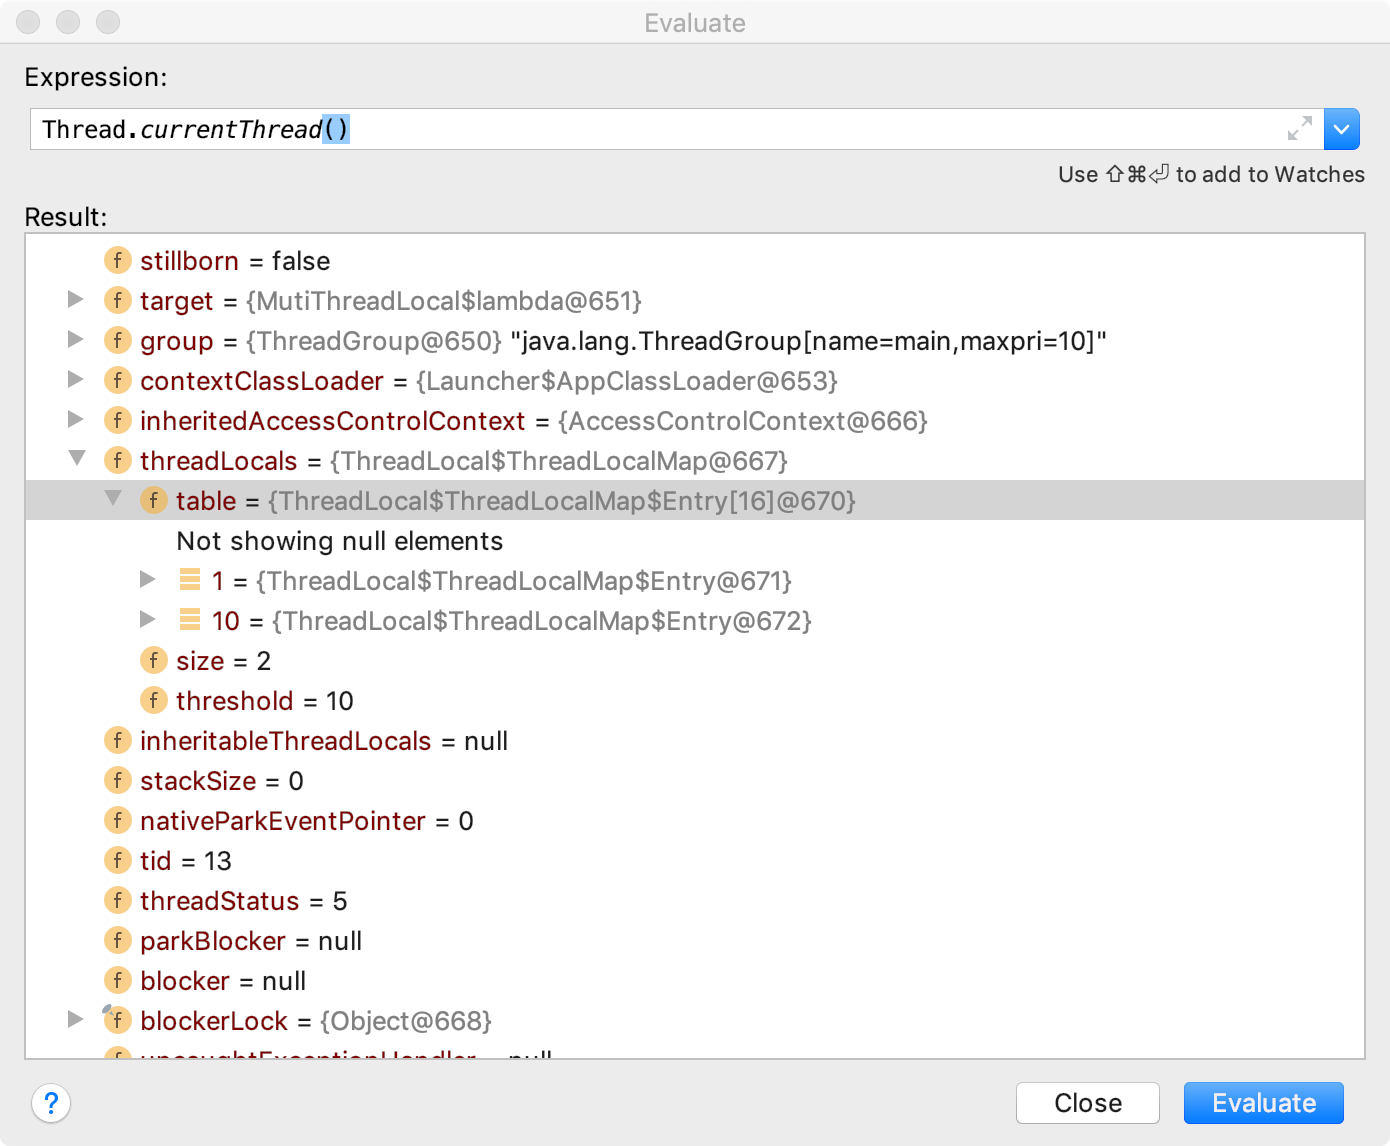 Evaluate
Expression:
Thread.currentThread()
Use ⇧⌘⏎ to add to Watches
Result:
f stillborn = false
f target = {MutiThreadLocal$lambda@651}
f group = {ThreadGroup@650} "java.lang.ThreadGroup[name=main,maxpri=10]"
f contextClassLoader = {Launcher$AppClassLoader@653}
f inheritedAccessControlContext = {AccessControlContext@666}
f threadLocals = {ThreadLocal$ThreadLocalMap@667}
f table = {ThreadLocal$ThreadLocalMap$Entry[16]@670}
Not showing null elements
1 = {ThreadLocal$ThreadLocalMap$Entry@671}
10 = {ThreadLocal$ThreadLocalMap$Entry@672}
f size = 2
f threshold = 10
f inheritableThreadLocals = null
f stackSize = 0
f nativeParkEventPointer = 0
f tid = 13
f threadStatus = 5
f parkBlocker = null
f blocker = null
f blockerLock = {Object@668}
f uncaughtExceptionHandler = null
?
Close
Evaluate